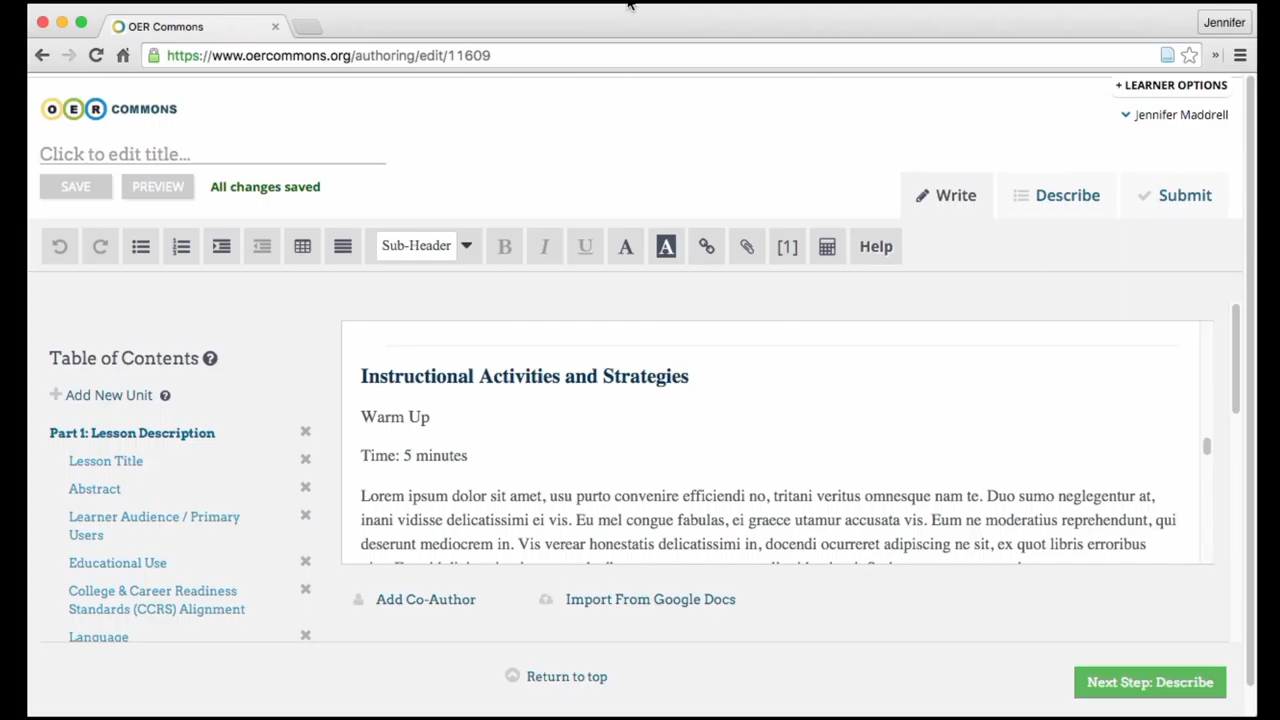 OER Commons
Jennifer
https://www.oercommons.org/authoring/edit/11609
+ LEARNER OPTIONS
OER COMMONS
Jennifer Maddrell
Click to edit title...
SAVE
PREVIEW
All changes saved
Write
Describe
Submit
Sub-Header
B
I
U
A
A
[1]
Help
Table of Contents
Add New Unit
Part 1: Lesson Description
Lesson Title
Abstract
Learner Audience / Primary
Users
Educational Use
College & Career Readiness
Standards (CCRS) Alignment
Language
Instructional Activities and Strategies
Warm Up
Time: 5 minutes
Lorem ipsum dolor sit amet, usu purto convenire efficiendi no, tritani veritus omnesque nam te. Duo sumo neglegentur at,
inani vidisse delicatissimi ei vis. Eu mel congue fabulas, ei graece utamur accusata vis. Eum ne moderatius reprehendunt, qui
deserunt mediocrem in. Vis verear honestatis delicatissimi in, docendi ocurreret adipiscing ne sit, ex quot libris erroribus
Add Co-Author
Import From Google Docs
Return to top
Next Step: Describe